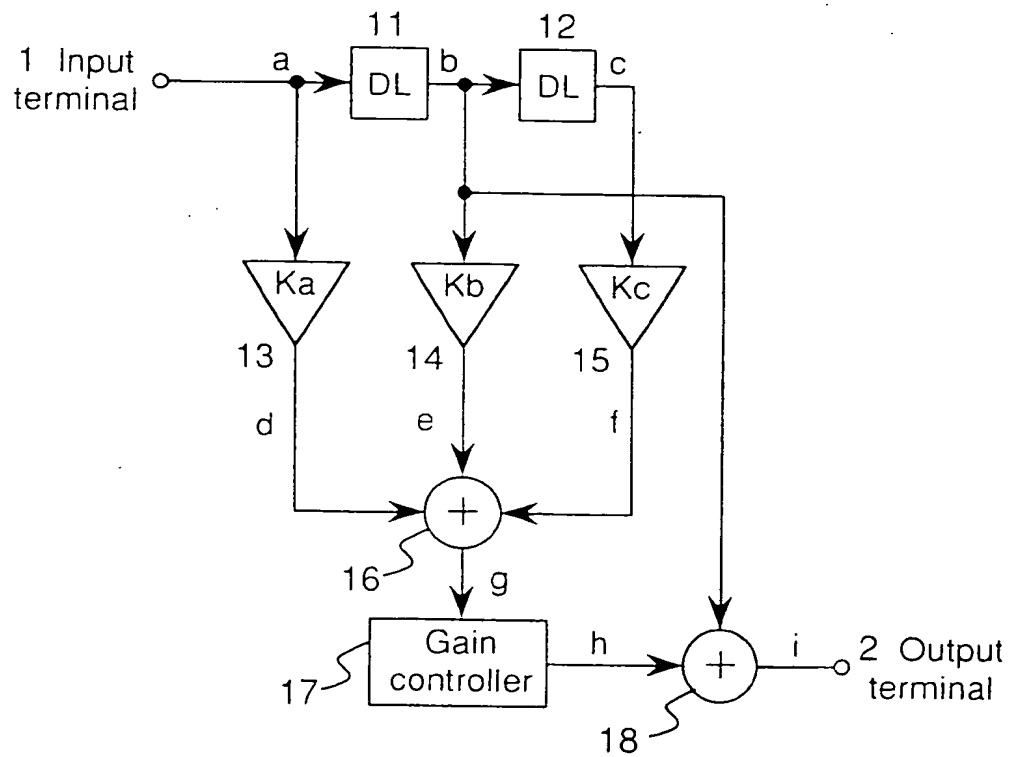 11
12
1 Input
terminal
a
DL
b
DL
c
Ka
Kb
Kc
13
14
15
d
e
f
+
16
g
Gain
controller
17
h
+
i
2 Output
terminal
18